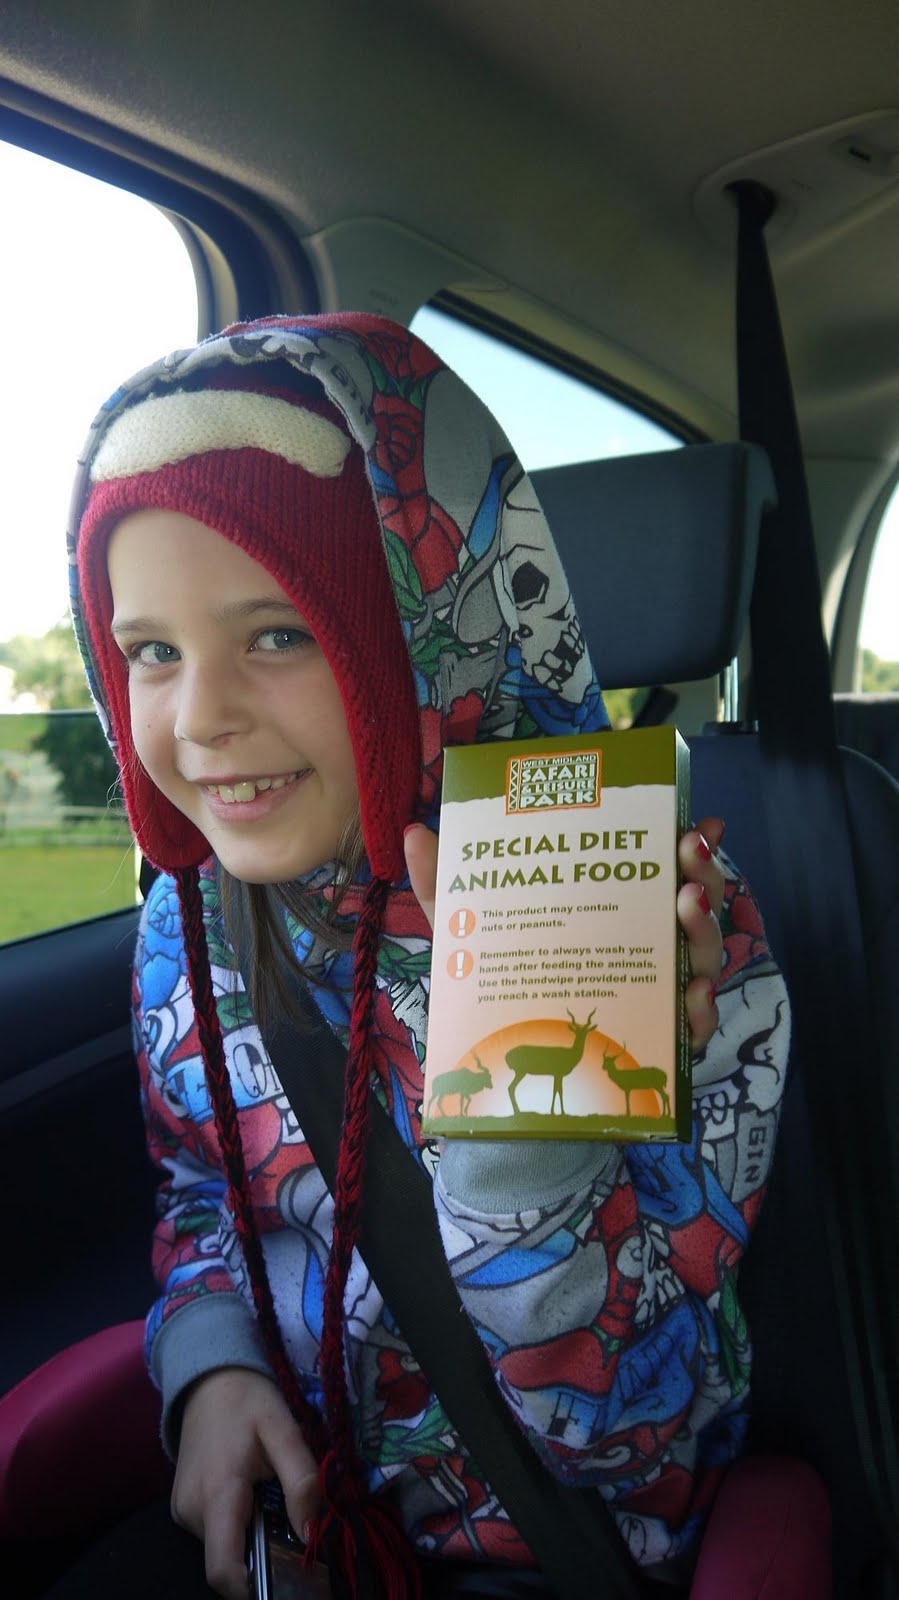 WEST MIDLAND
SAFARI
& LEISURE
PARK
SPECIAL DIET
ANIMAL FOOD
! This product may contain
nuts or peanuts.
! Remember to always wash your
hands after feeding the animals.
Use the handwipe provided until
you reach a wash station.
GIN